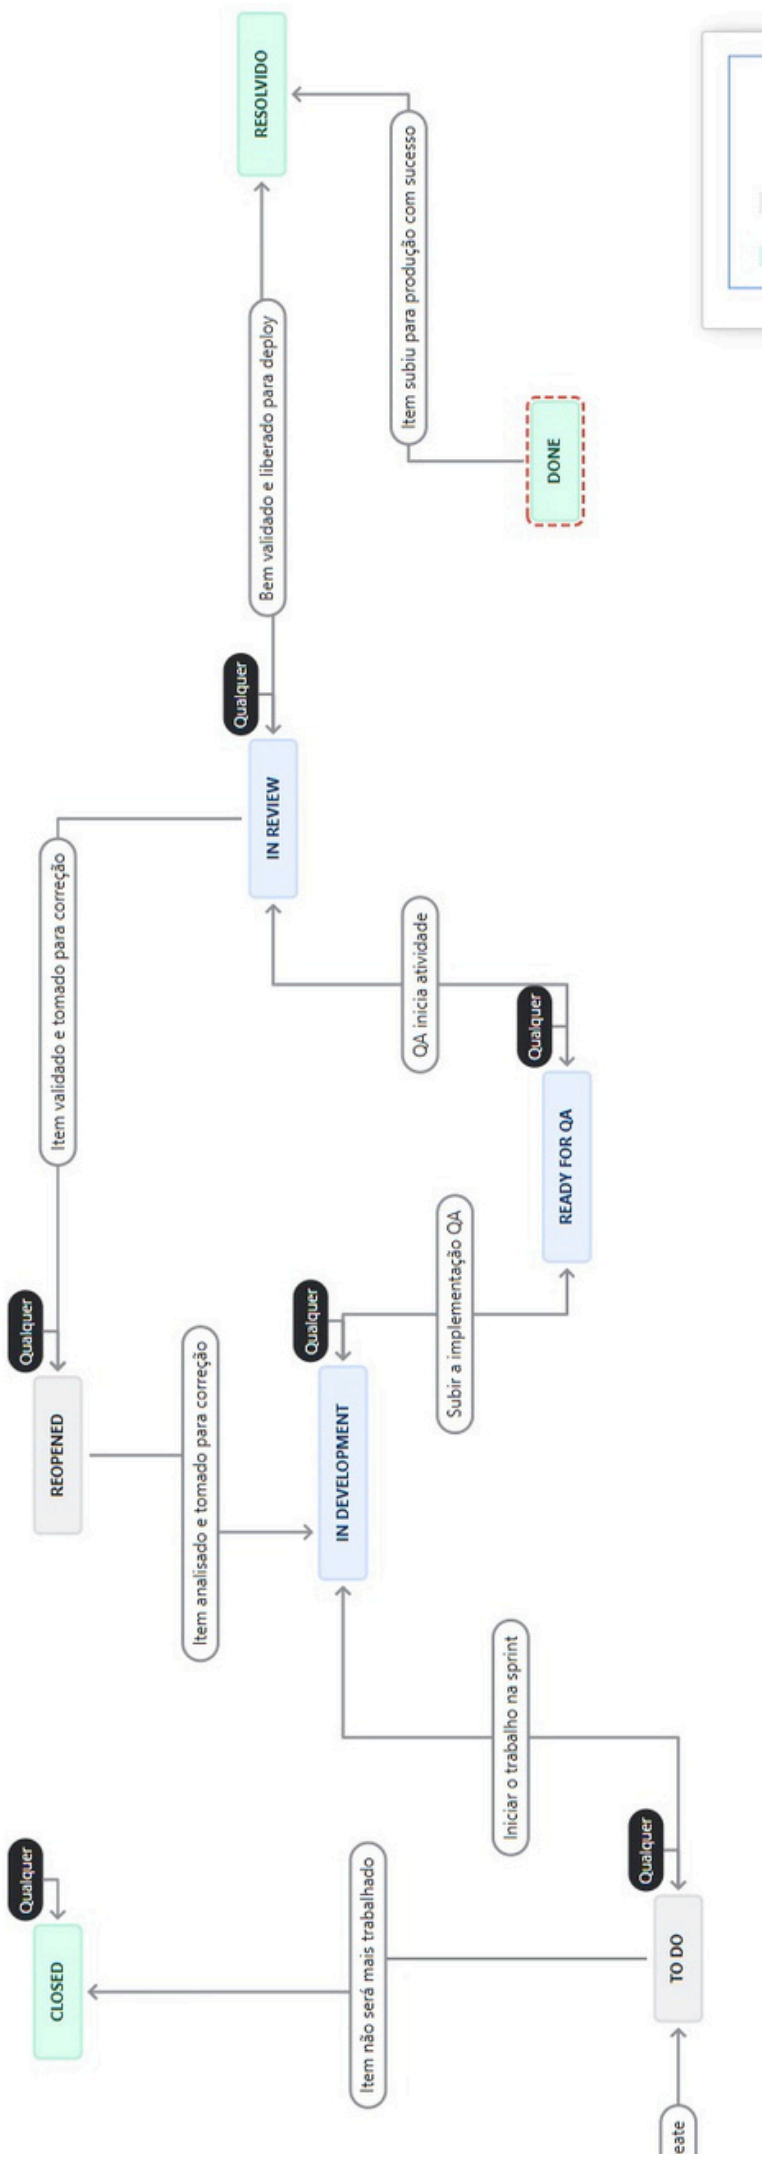 CLOSED
Qualquer
REOPENED
Qualquer
Item validado e tomado para correção
Item analisado e tomado para correção
IN REVIEW
Qualquer
Bem validado e liberado para deploy
RESOLVIDO
Item não será mais trabalhado
IN DEVELOPMENT
Qualquer
Subir a implementação QA
QA inicia atividade
Item subiu para produção com sucesso
Iniciar o trabalho na sprint
READY FOR QA
Qualquer
DONE
eate
TO DO
Qualquer